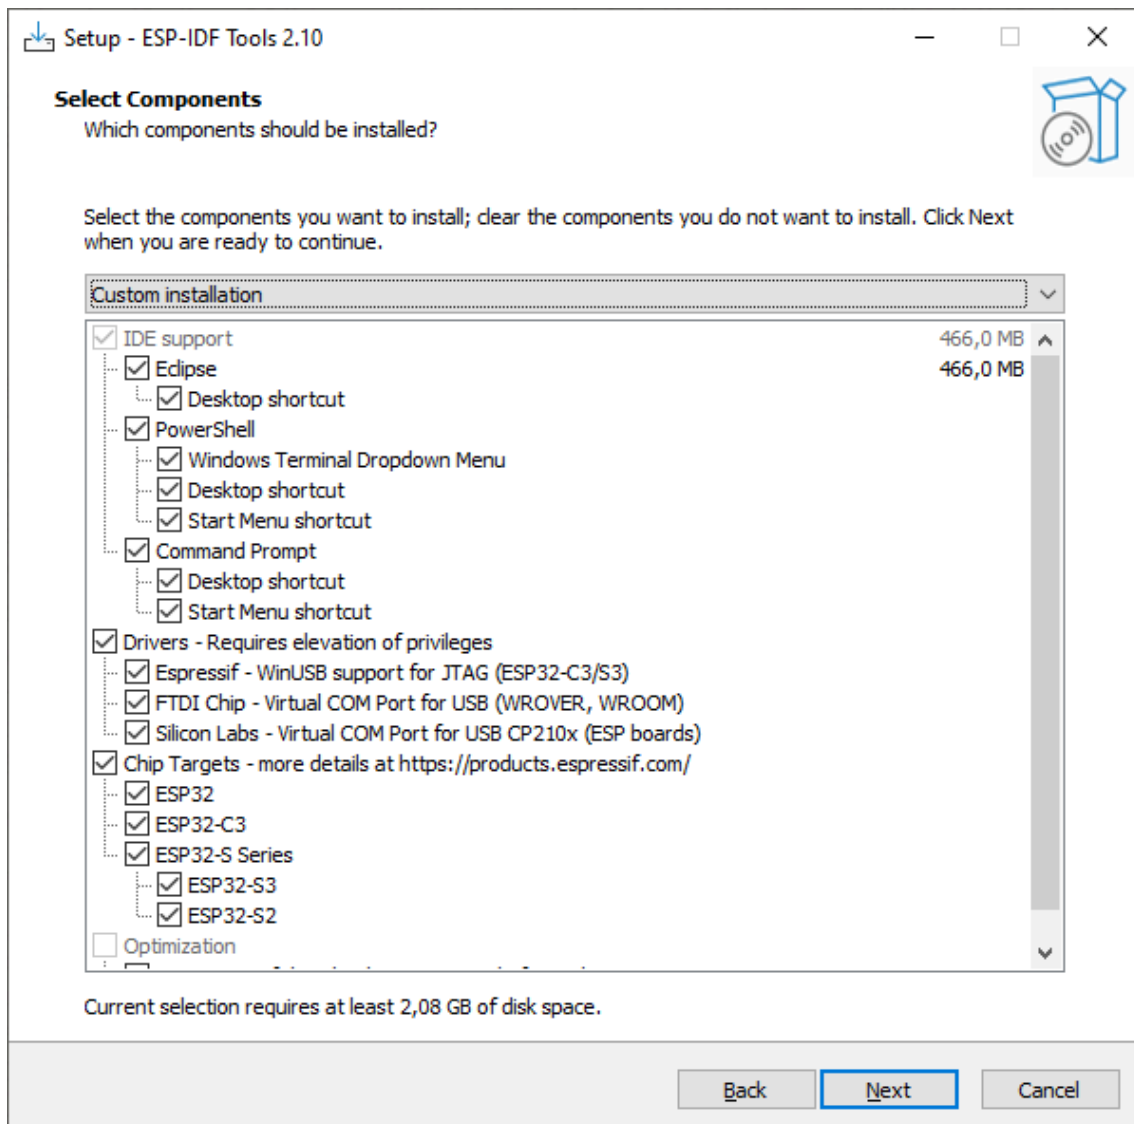 Setup - ESP-IDF Tools 2.10
Select Components
Which components should be installed?
Select the components you want to install; clear the components you do not want to install. Click Next
when you are ready to continue.
Custom installation
IDE support 466,0 MB
Eclipse 466,0 MB
Desktop shortcut
PowerShell
Windows Terminal Dropdown Menu
Desktop shortcut
Start Menu shortcut
Command Prompt
Desktop shortcut
Start Menu shortcut
Drivers - Requires elevation of privileges
Espressif - WinUSB support for JTAG (ESP32-C3/S3)
FTDI Chip - Virtual COM Port for USB (WROVER, WROOM)
Silicon Labs - Virtual COM Port for USB CP210x (ESP boards)
Chip Targets - more details at https://products.espressif.com/
ESP32
ESP32-C3
ESP32-S Series
ESP32-S3
ESP32-S2
Optimization
Current selection requires at least 2,08 GB of disk space.
Back Next Cancel